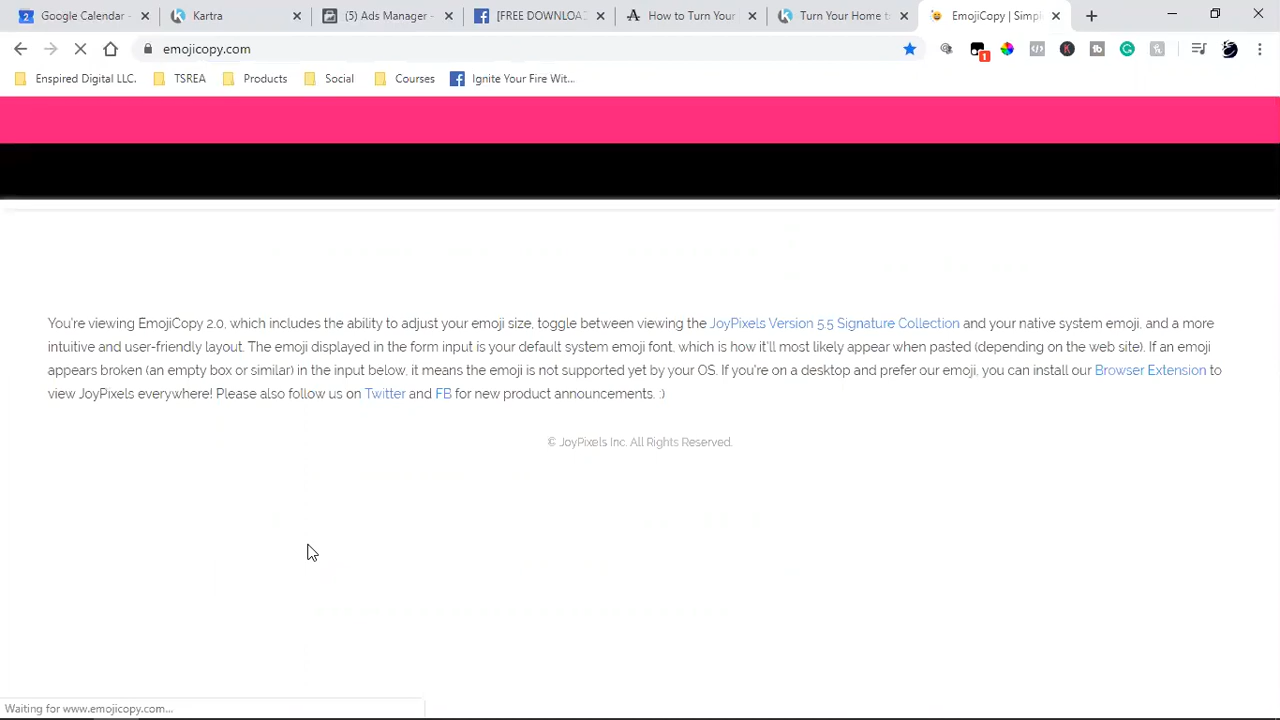 Google Calendar -
Kartra
(5) Ads Manager -
[FREE DOWNLOA
How to Turn Your
Turn Your Home t
EmojiCopy | Simpl
emojicopy.com
1
Enspired Digital LLC.
TSREA
Products
Social
Courses
Ignite Your Fire Wit...
You're viewing EmojiCopy 2.0, which includes the ability to adjust your emoji size, toggle between viewing the JoyPixels Version 5.5 Signature Collection and your native system emoji, and a more
intuitive and user-friendly layout. The emoji displayed in the form input is your default system emoji font, which is how it'll most likely appear when pasted (depending on the web site). If an emoji
appears broken (an empty box or similar) in the input below, it means the emoji is not supported yet by your OS. If you're on a desktop and prefer our emoji, you can install our Browser Extension to
view JoyPixels everywhere! Please also follow us on Twitter and FB for new product announcements. :)
© JoyPixels Inc. All Rights Reserved.
Waiting for www.emojicopy.com...